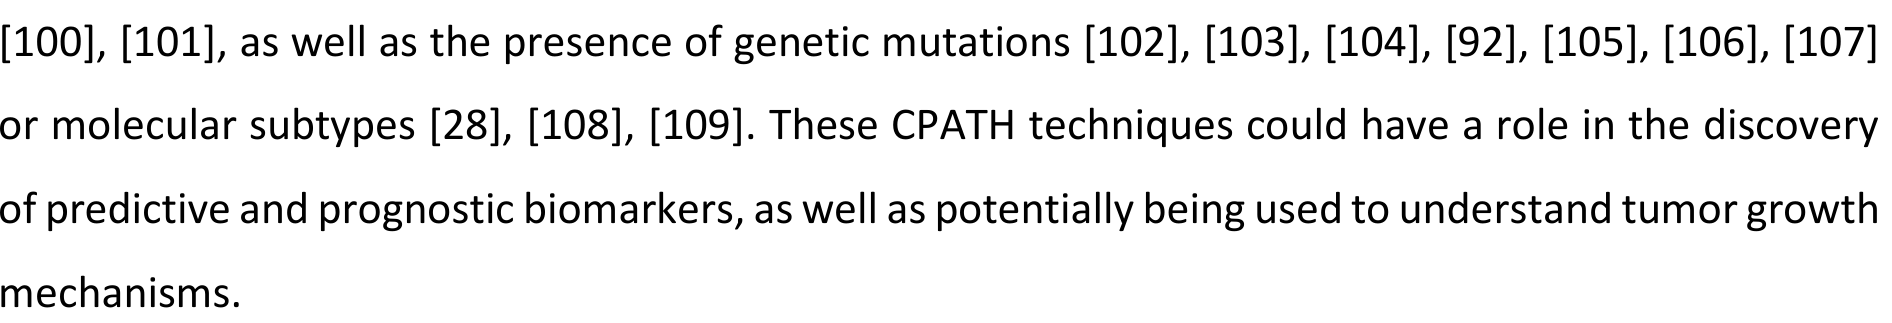 [100], [101], as well as the presence of genetic mutations [102], [103], [104], [92], [105], [106], [107]
or molecular subtypes [28], [108], [109]. These CPATH techniques could have a role in the discovery
of predictive and prognostic biomarkers, as well as potentially being used to understand tumor growth
mechanisms.